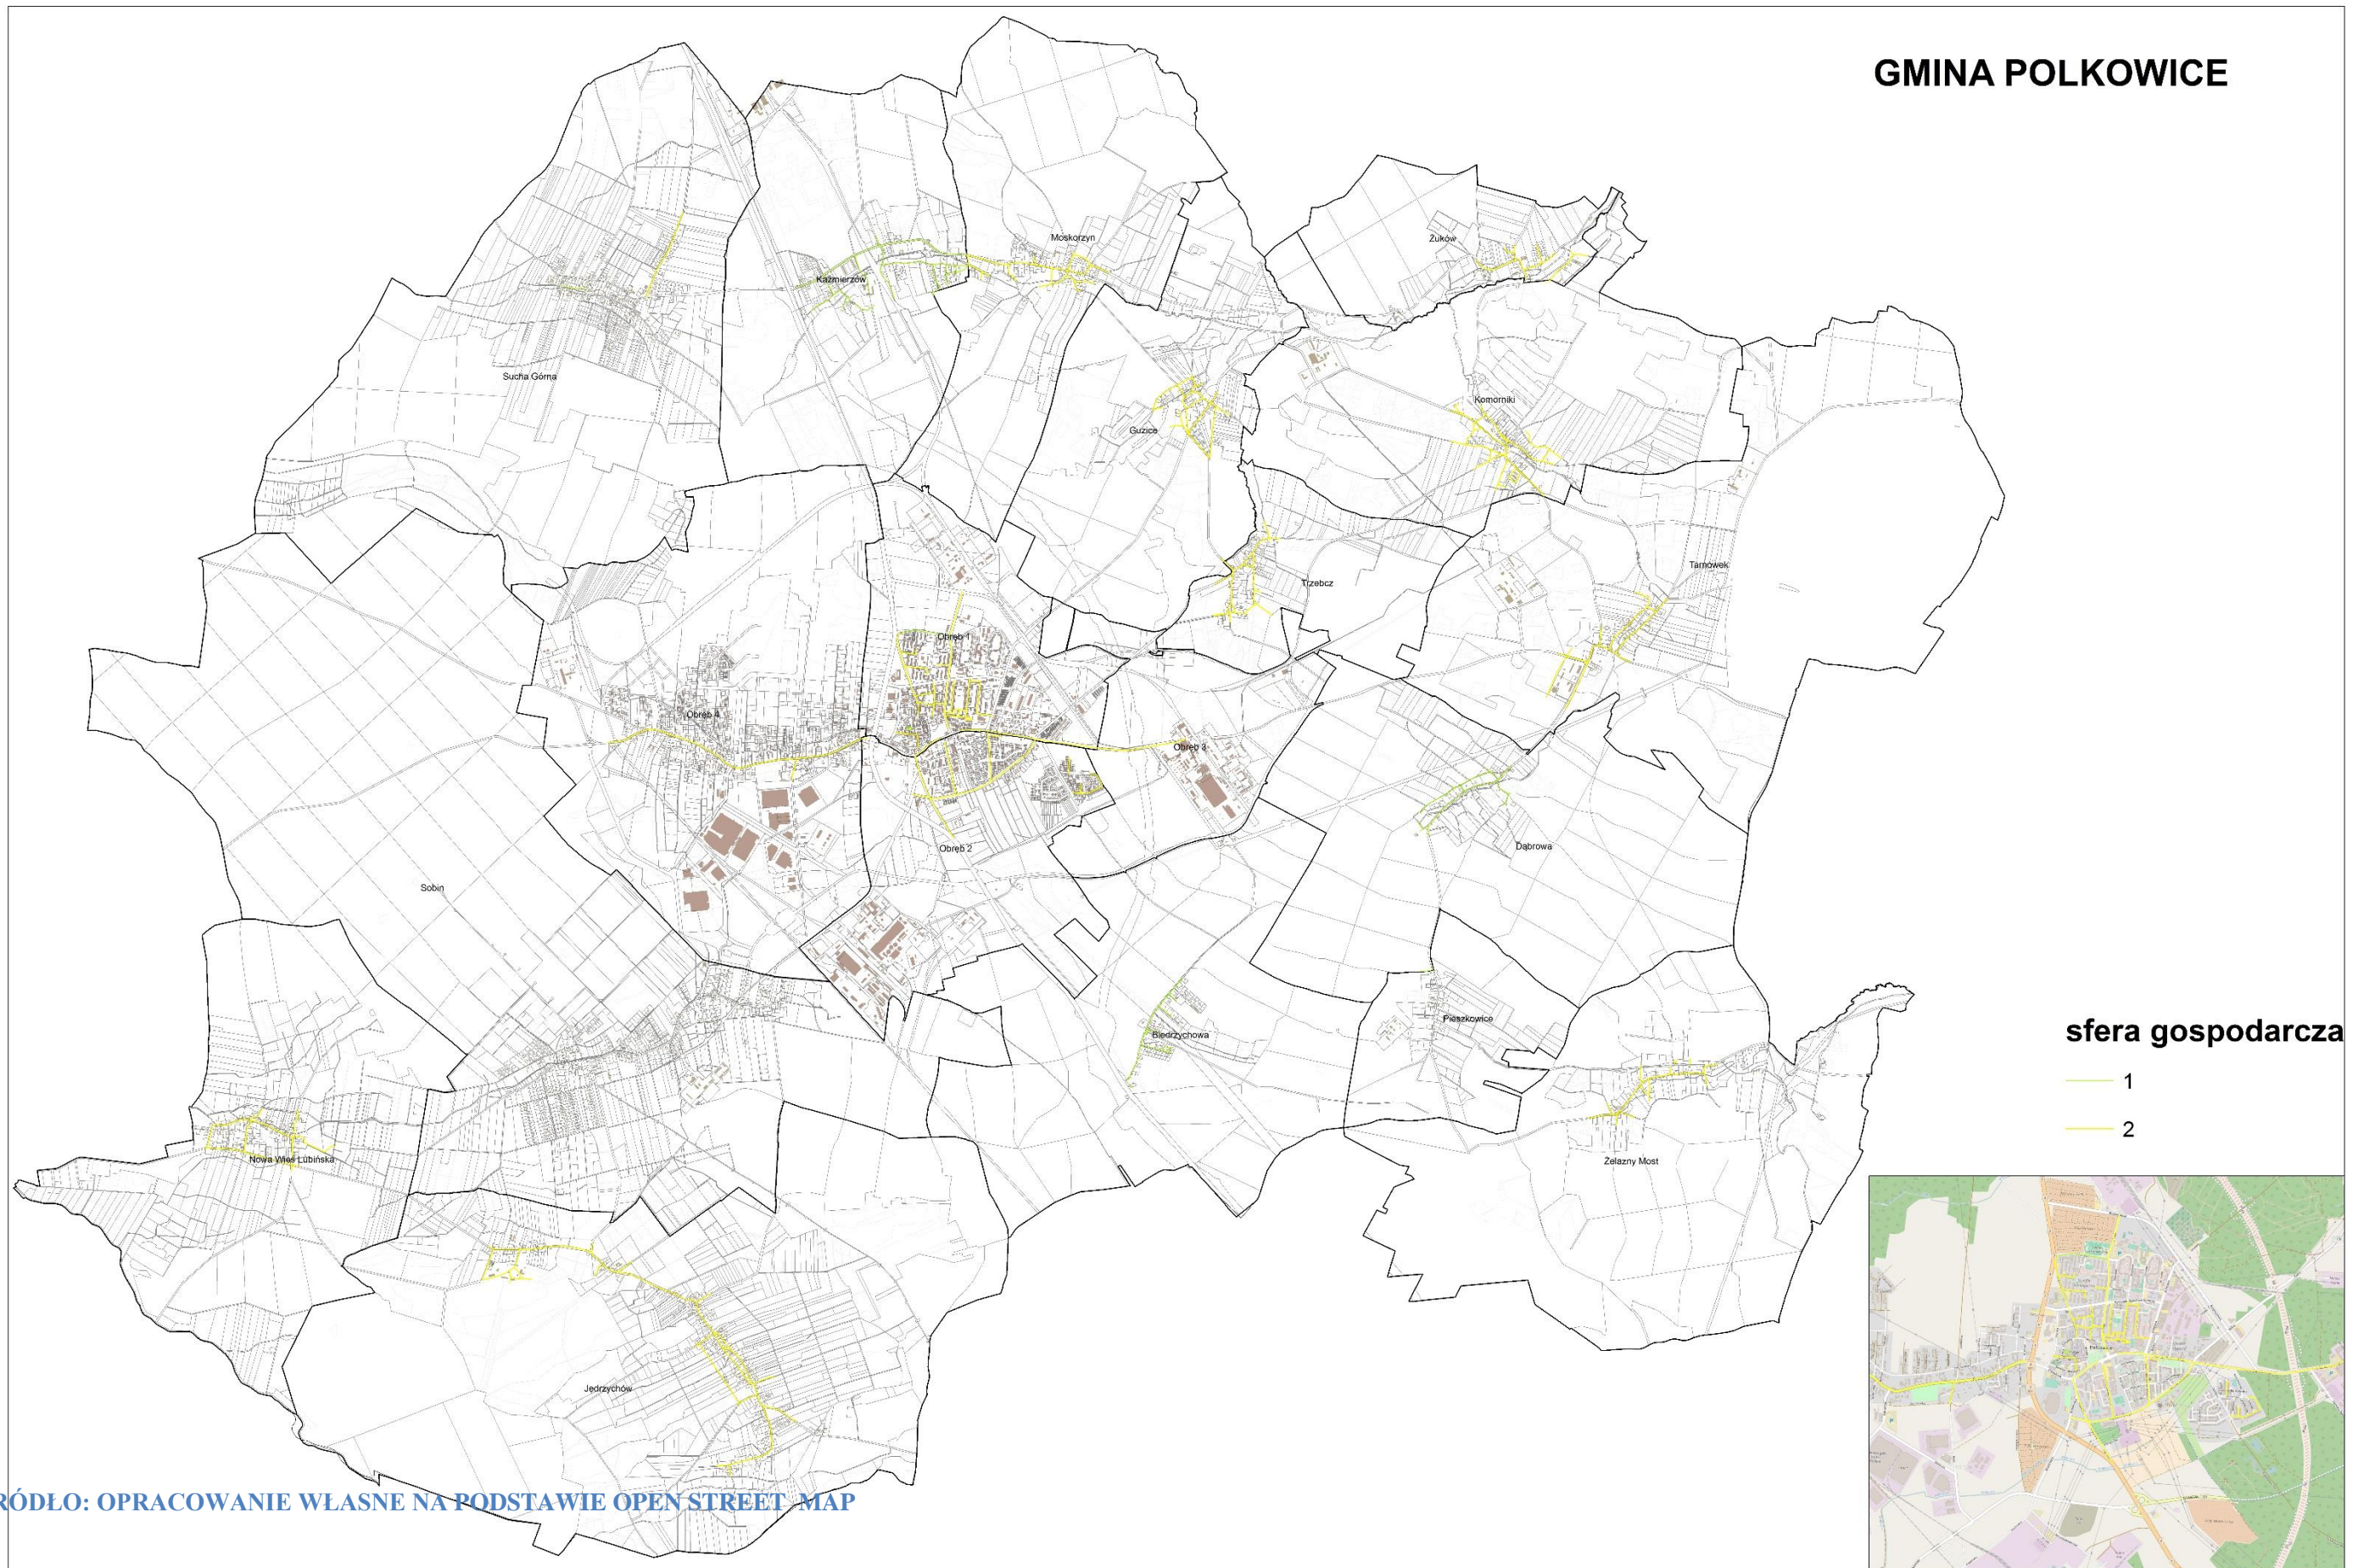 GMINA POLKOWICE
Moskorzyn
Żuków
Kaźmierzów
Sucha Górna
Komorniki
Guzice
Tarnówek
Trzebcz
Obręb 1
Obręb 4
Obręb 3
Dąbrowa
Obręb 2
Sobin
Pieszkowice
sfera gospodarcza
Biedrzychowa
1
2
Nowa Wieś Lubińska
Żelazny Most
Jędrzychów
RÓDŁO: OPRACOWANIE WŁASNE NA PODSTAWIE OPEN STREET MAP